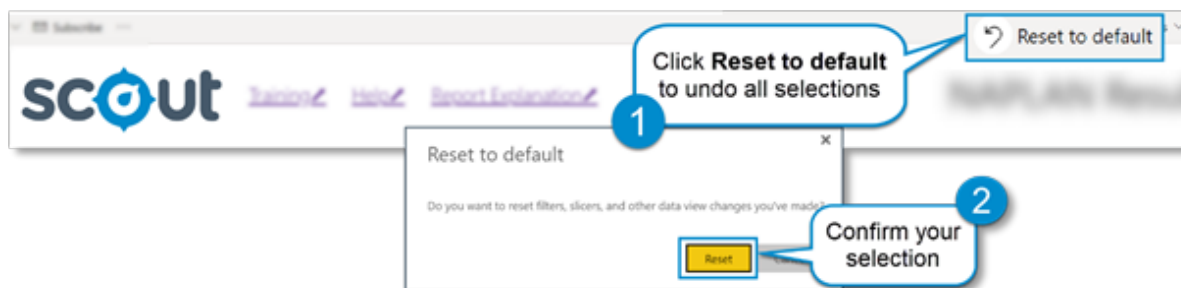 Subscribe
Reset to default
Click Reset to default
to undo all selections
scout
Training
Help
Report Explanation
NAPLAN
1
Reset to default
×
Do you want to reset filters, slicers, and other data view changes you've made?
2
Confirm your
selection
Reset